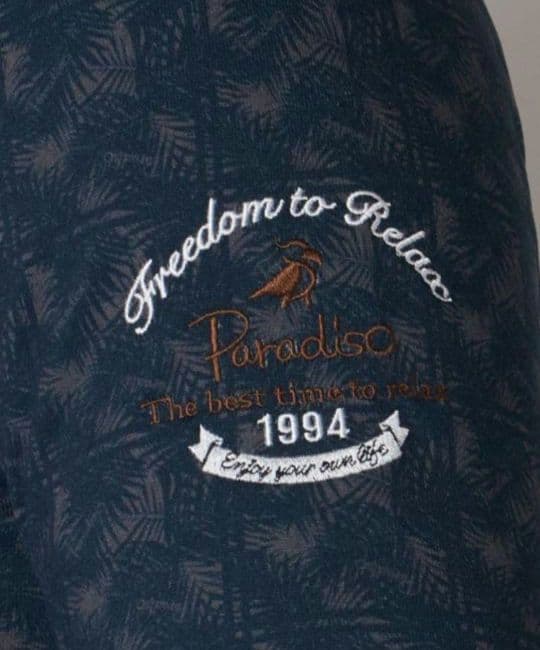 Freedom to Relax
Paradiso
The best time to relax
1994
Enjoy your own life